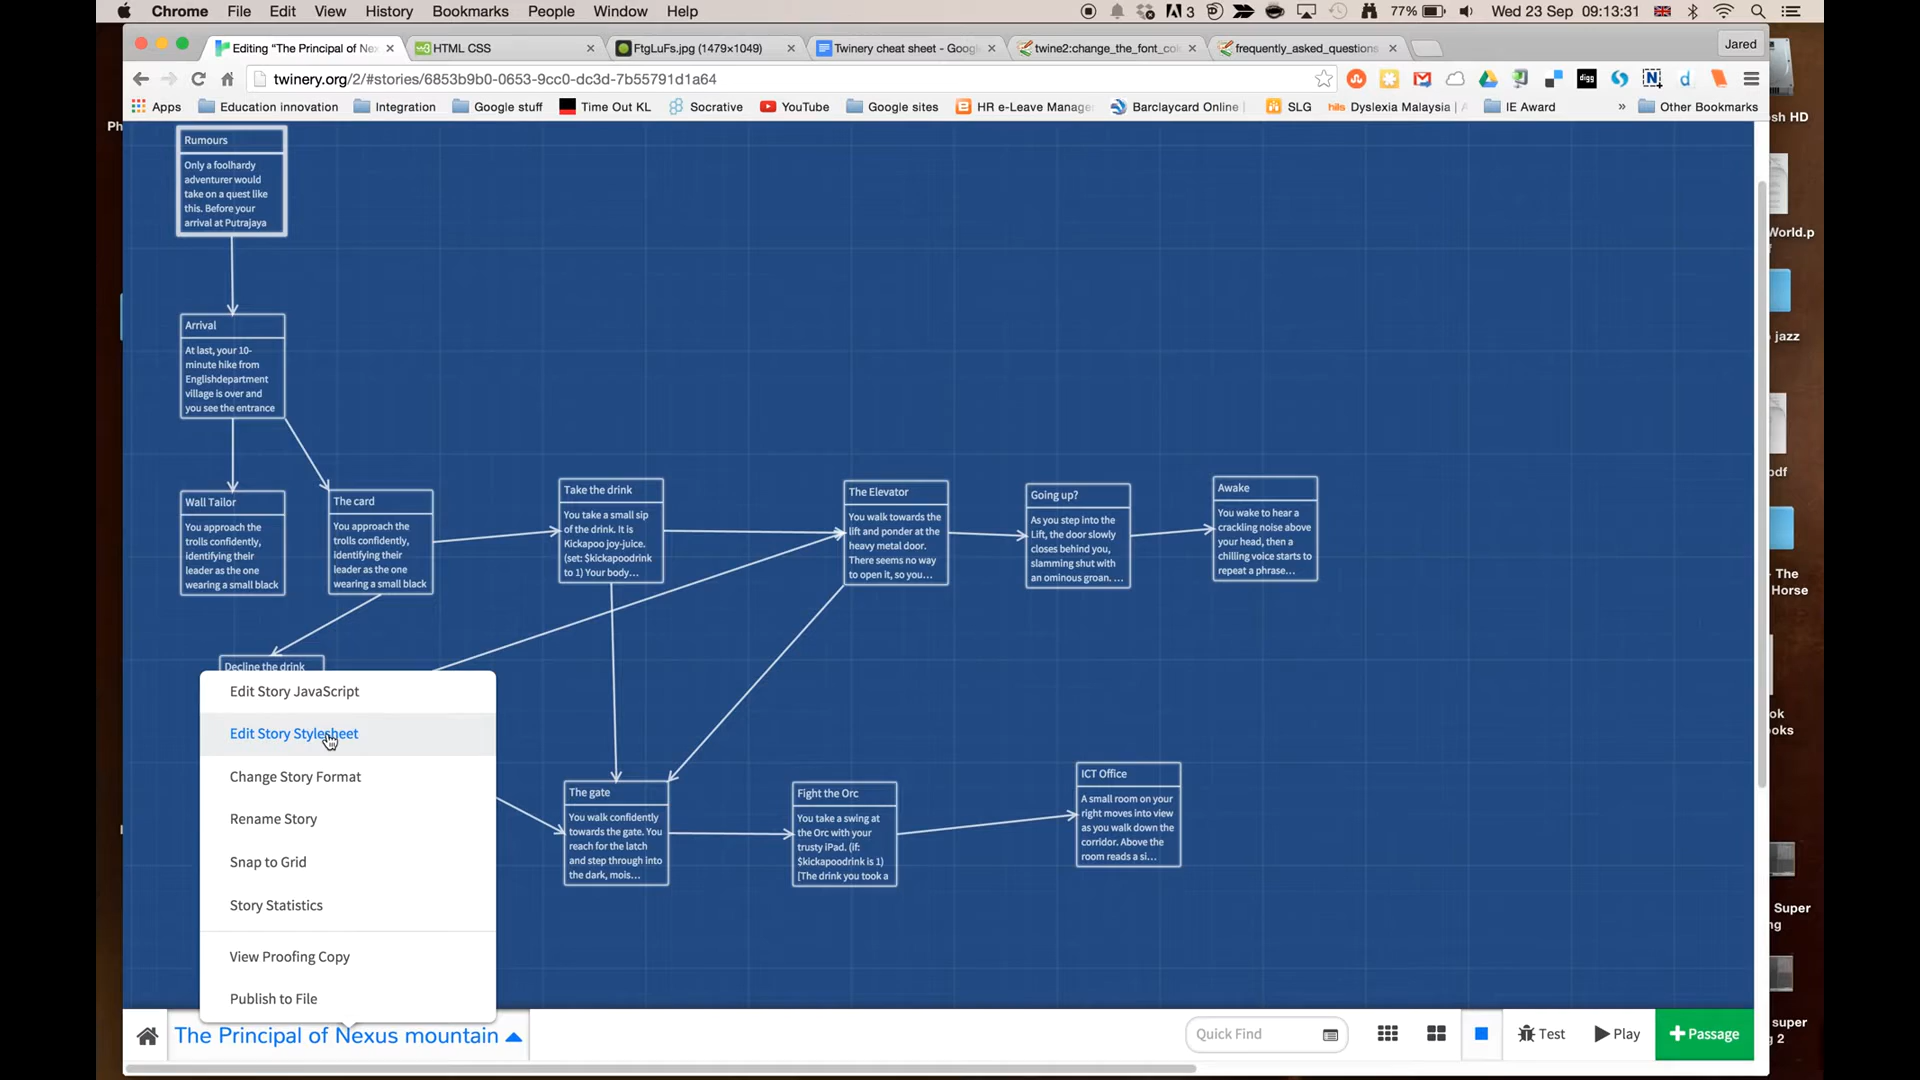 Chrome File Edit View History Bookmarks People Window Help
3 77% Wed 23 Sep 09:13:31
Editing "The Principal of Nex
HTML CSS
FtgLuFs.jpg (1479×1049)
Twinery cheat sheet - Goog
twine2:change_the_font_co
frequently_asked_questions
Jared
twinery.org/2/#stories/6853b9b0-0653-9cc0-dc3d-7b55791d1a64
Apps Education innovation Integration Google stuff Time Out KL Socrative YouTube Google sites HR e-Leave Manage Barclaycard Online SLG Dyslexia Malaysia | IE Award » Other Bookmarks
Rumours
Only a foolhardy
adventurer would
take on a quest like
this. Before your
arrival at Putrajaya
Arrival
At last, your 10-
minute hike from
Englishdepartment
village is over and
you see the entrance
Wall Tailor
You approach the
trolls confidently,
identifying their
leader as the one
wearing a small black
The card
You approach the
trolls confidently,
identifying their
leader as the one
wearing a small black
Take the drink
You take a small sip
of the drink. It is
Kickapoo joy-juice.
(set: $kickapoodrink
to 1) Your body...
The Elevator
You walk towards the
lift and ponder at the
heavy metal door.
There seems no way
to open it, so you...
Going up?
As you step into the
Lift, the door slowly
closes behind you,
slamming shut with
an ominous groan. ...
Awake
You wake to hear a
crackling noise above
your head, then a
chilling voice starts to
repeat a phrase...
Decline the drink
Edit Story JavaScript
Edit Story Stylesheet
Change Story Format
Rename Story
Snap to Grid
Story Statistics
View Proofing Copy
Publish to File
The gate
You walk confidently
towards the gate. You
reach for the latch
and step through into
the dark, mois...
Fight the Orc
You take a swing at
the Orc with your
trusty iPad. (if:
$kickapoodrink is 1)
[The drink you took a
ICT Office
A small room on your
right moves into view
as you walk down the
corridor. Above the
room reads a si...
The Principal of Nexus mountain
Quick Find
Test
Play
+Passage
Ph
osh HD
World.p
f
o jazz
odf
- The
Horse
ok
ooks
Super
ng
super
g 2